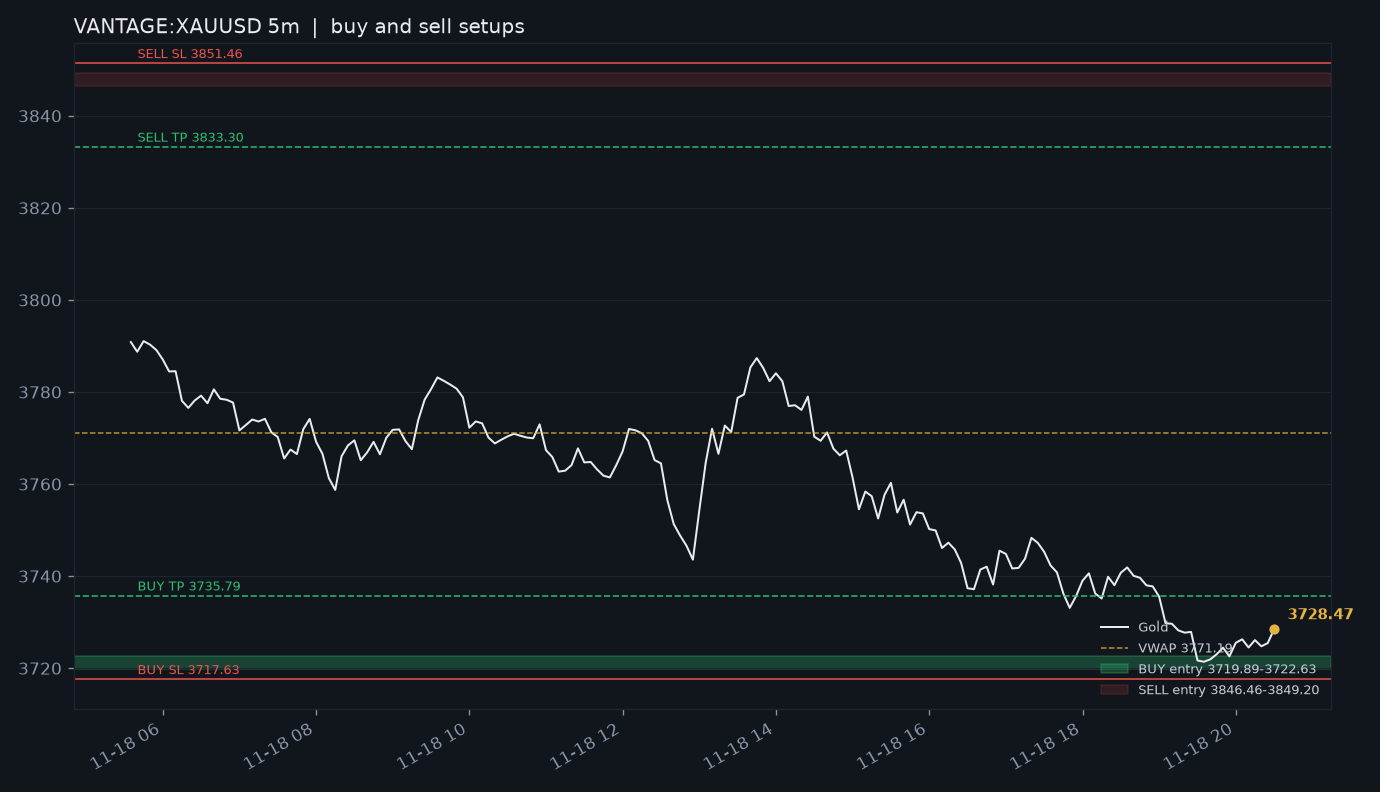 VANTAGE:XAUUSD 5m | buy and sell setups
SELL SL 3851.46
3840
SELL TP 3833.30
3820
3800
3780
3760
3740
BUY TP 3735.79
3728.47
Gold
VWAP 3771.19
3720
BUY SL 3717.63
BUY entry 3719.89-3722.63
SELL entry 3846.46-3849.20
11-18 06
11-18 08
11-18 10
11-18 12
11-18 14
11-18 16
11-18 18
11-18 20